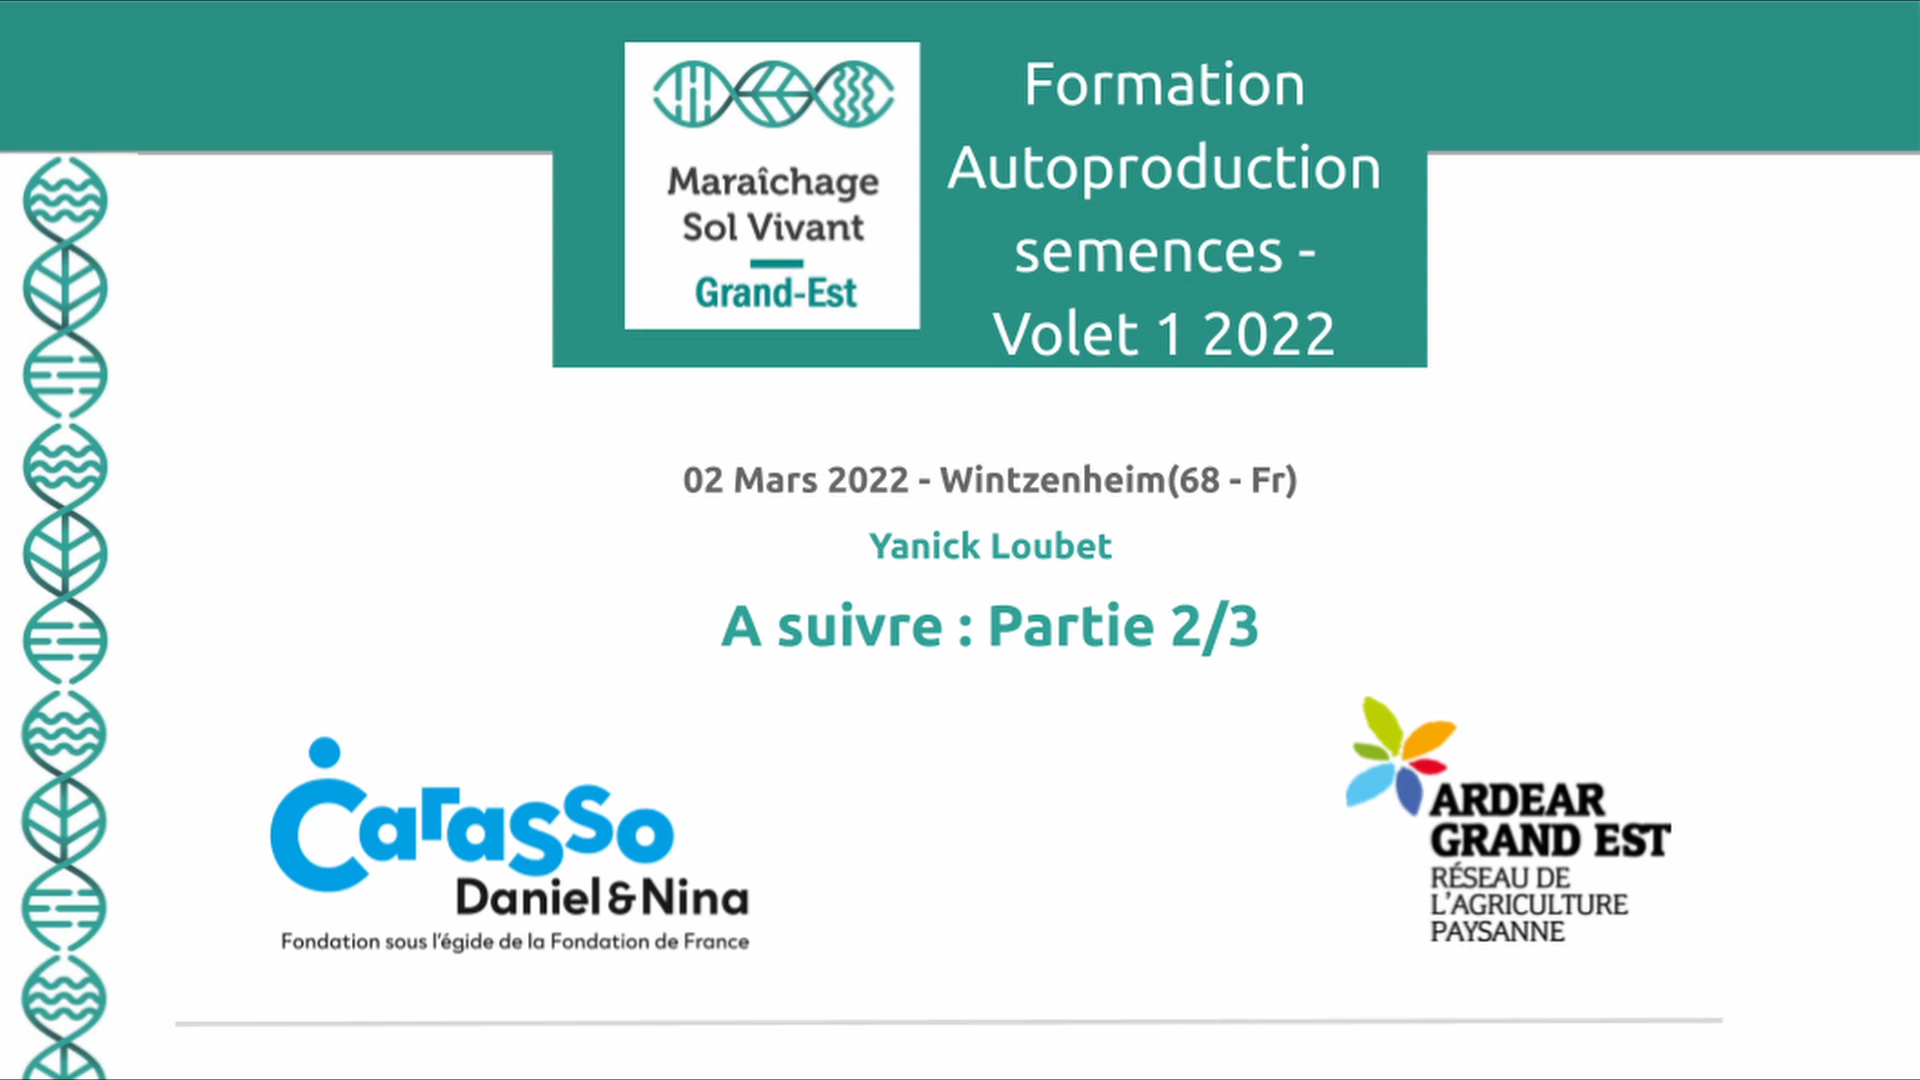 Maraîchage
Sol Vivant
Grand-Est
Formation
Autoproduction
semences -
Volet 1 2022
02 Mars 2022 - Wintzenheim(68 - Fr)
Yanick Loubet
A suivre : Partie 2/3
Carasso
Daniel&Nina
Fondation sous l'égide de la Fondation de France
ARDEAR
GRAND EST
RÉSEAU DE
L'AGRICULTURE
PAYSANNE